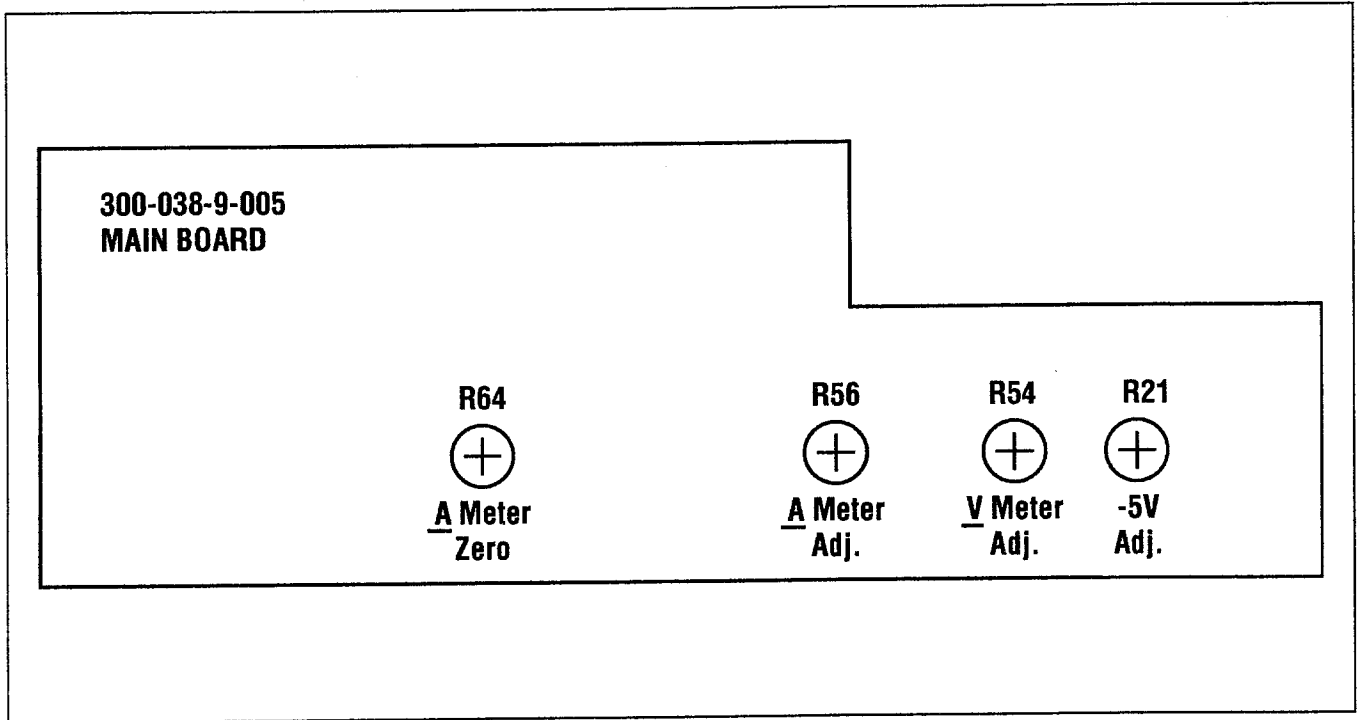 300-038-9-005
MAIN BOARD
R64
A Meter
Zero
R56
A Meter
Adj.
R54
V Meter
Adj.
R21
-5V
Adj.